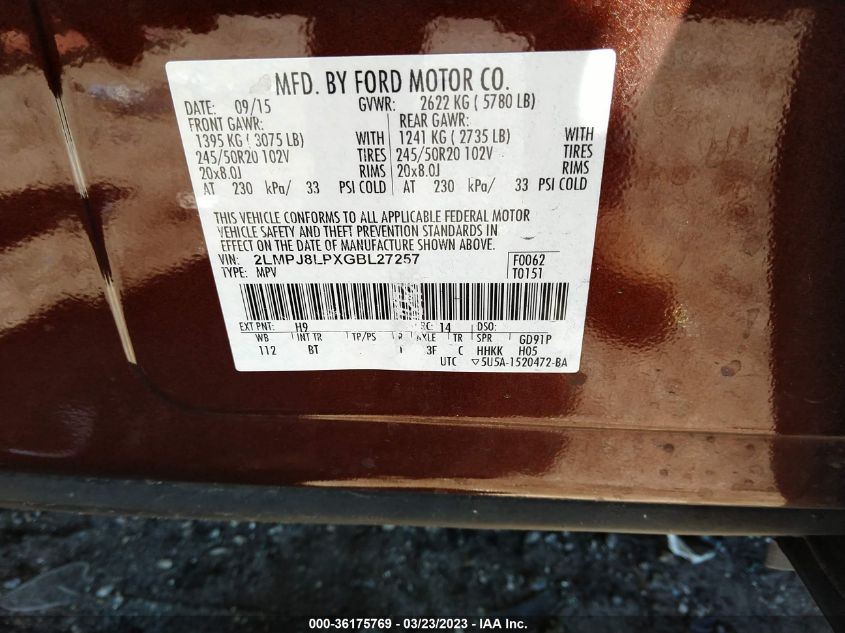 MFD. BY FORD MOTOR CO.
DATE: 09/15 GVWR: 2622 KG ( 5780 LB)
FRONT GAWR: REAR GAWR:
1395 KG ( 3075 LB) WITH 1241 KG ( 2735 LB) WITH
245/50R20 102V TIRES 245/50R20 102V TIRES
20x8.0J RIMS 20x8.0J RIMS
AT 230 kPa/ 33 PSI COLD AT 230 kPa/ 33 PSI COLD
THIS VEHICLE CONFORMS TO ALL APPLICABLE FEDERAL MOTOR
VEHICLE SAFETY AND THEFT PREVENTION STANDARDS IN
EFFECT ON THE DATE OF MANUFACTURE SHOWN ABOVE.
VIN: 2LMPJ8LPXGBL27257 F0062
TYPE: MPV T0151
EXT PNT: H9 RC: 14 DSO:
WB INT TR TP/PS R AXLE TR SPR GD91P
112 BT 3F C HHKK H05
UTC ▽5U5A-1520472-BA
000-36175769 - 03/23/2023 - IAA Inc.